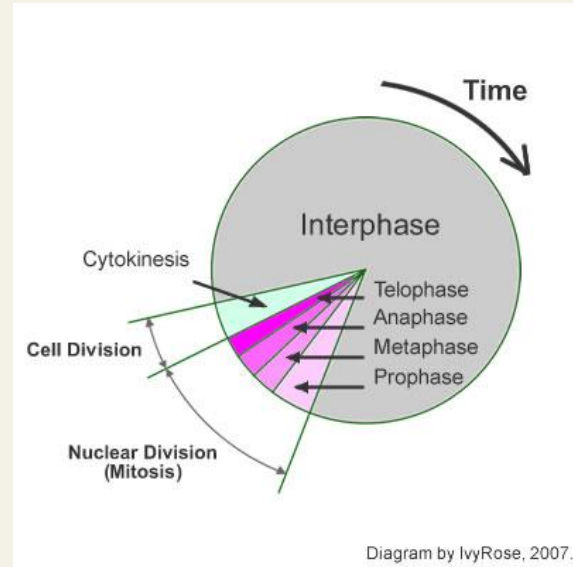 Time
Interphase
Cytokinesis
Telophase
Anaphase
Metaphase
Prophase
Cell Division
Nuclear Division
(Mitosis)
Diagram by IvyRose, 2007.